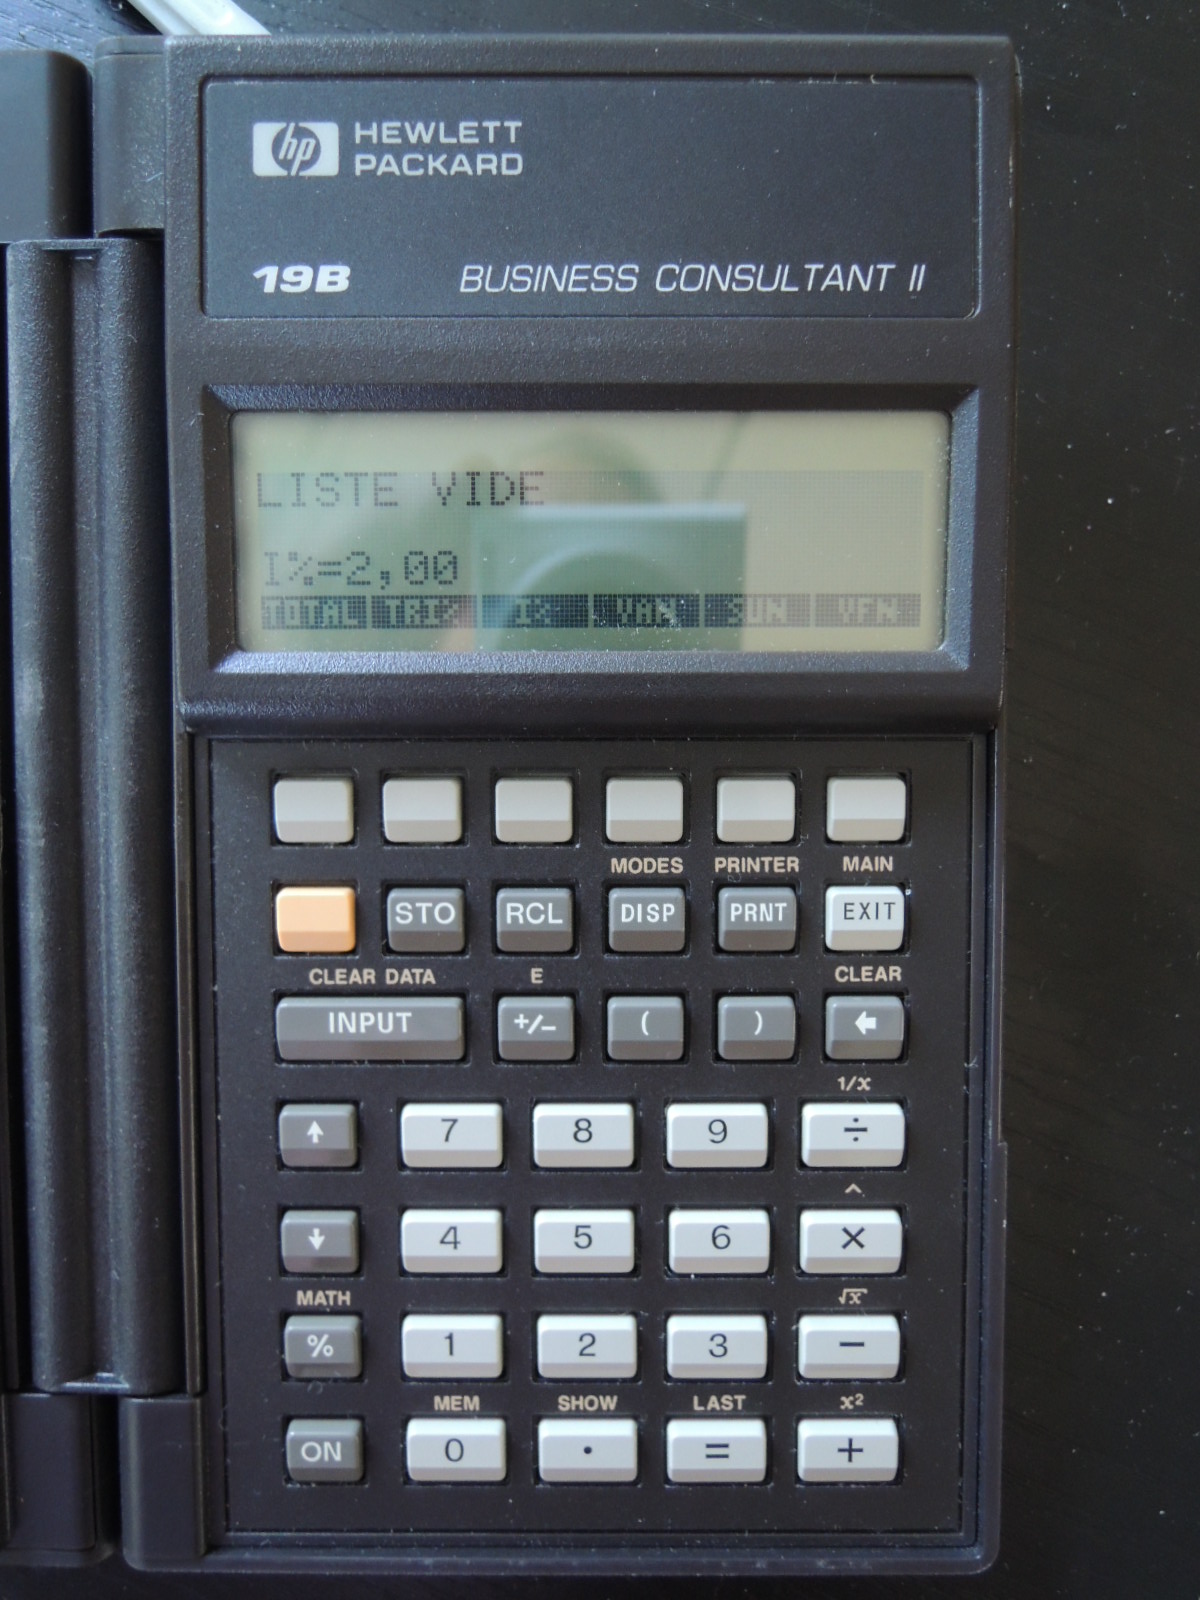 hp HEWLETT
PACKARD
19B BUSINESS CONSULTANT II
LISTE VIDE
I%=2,00
TOTAL TRI% I% VAN SUN VFN
MODES PRINTER MAIN
STO RCL DISP PRNT EXIT
CLEAR DATA E CLEAR
INPUT +/- ( ) ←
1/x
↑ 7 8 9 ÷
^
↓ 4 5 6 ×
MATH √x
% 1 2 3 −
MEM SHOW LAST x²
ON 0 . = +